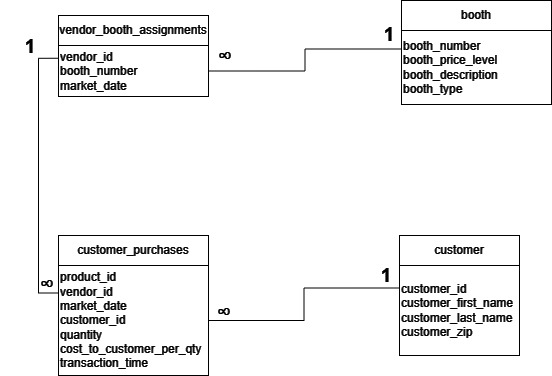 vendor_booth_assignments
1
vendor_id
booth_number
market_date
∞
1
booth
booth_number
booth_price_level
booth_description
booth_type
customer_purchases
∞
product_id
vendor_id
market_date
customer_id
quantity
cost_to_customer_per_qty
transaction_time
∞
1
customer
customer_id
customer_first_name
customer_last_name
customer_zip